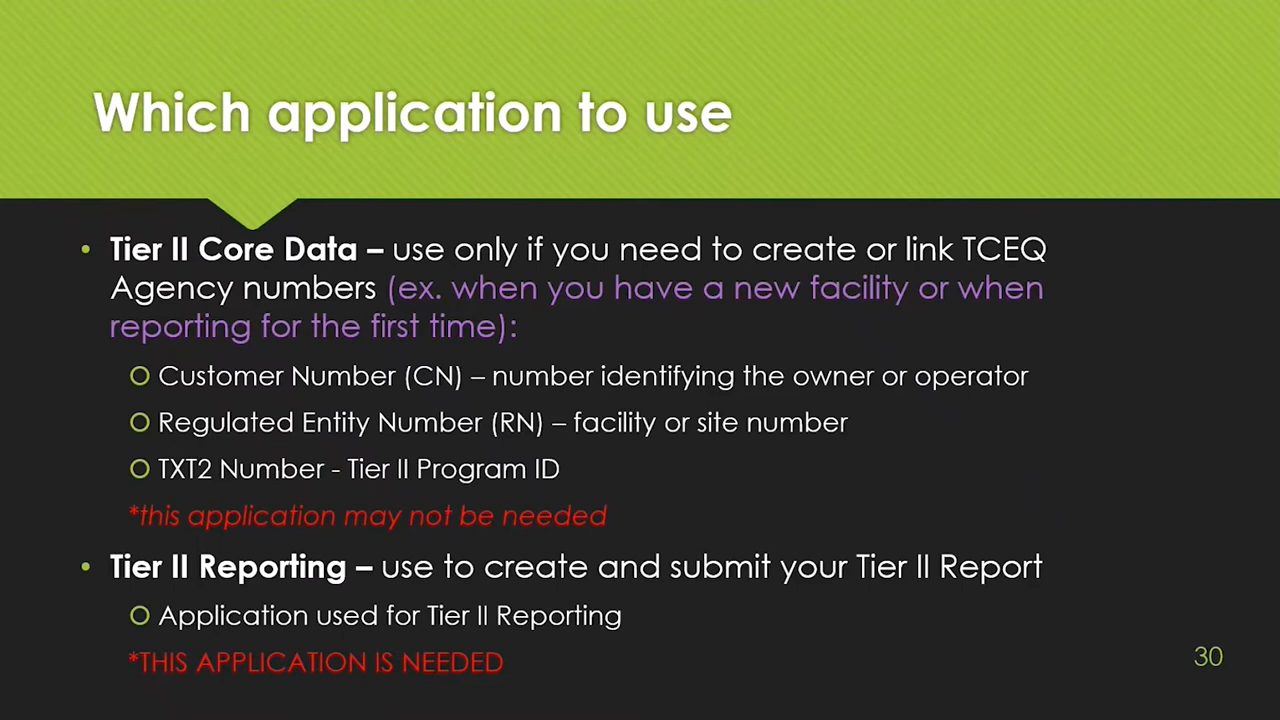 Which application to use
• Tier II Core Data – use only if you need to create or link TCEQ
Agency numbers (ex. when you have a new facility or when
reporting for the first time):
O Customer Number (CN) – number identifying the owner or operator
O Regulated Entity Number (RN) – facility or site number
O TXT2 Number - Tier II Program ID
*this application may not be needed
• Tier II Reporting – use to create and submit your Tier II Report
O Application used for Tier II Reporting
*THIS APPLICATION IS NEEDED
30